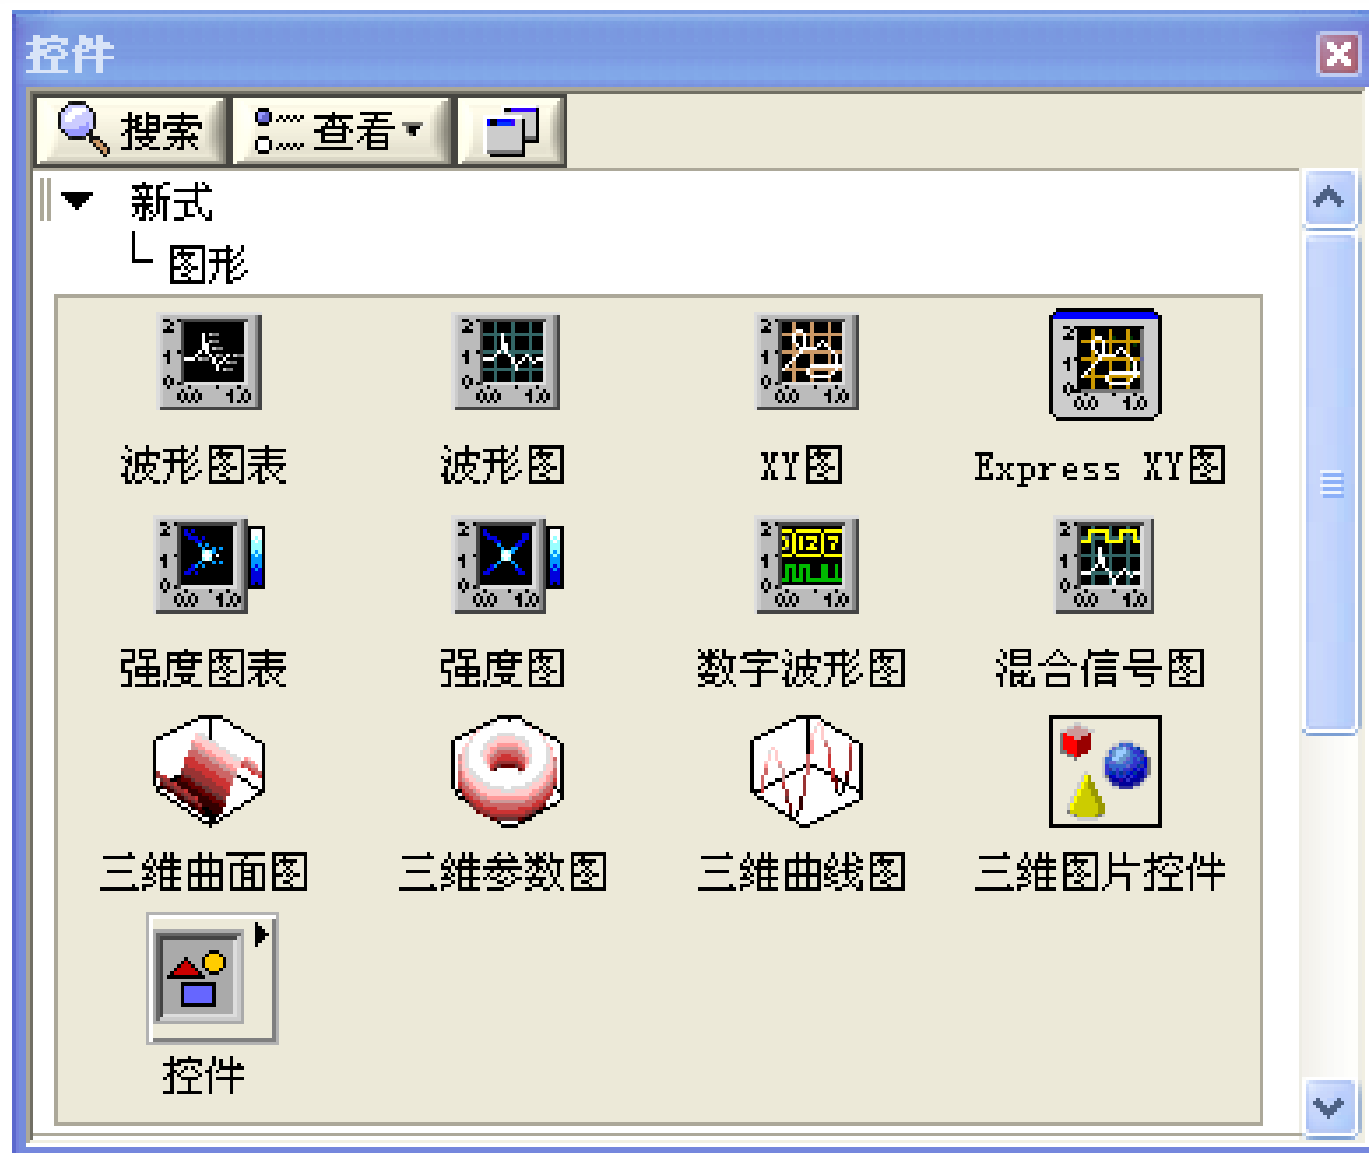 控件
搜索 查看
新式
图形
波形图表 波形图 XY图 Express XY图
强度图表 强度图 数字波形图 混合信号图
三维曲面图 三维参数图 三维曲线图 三维图片控件
控件